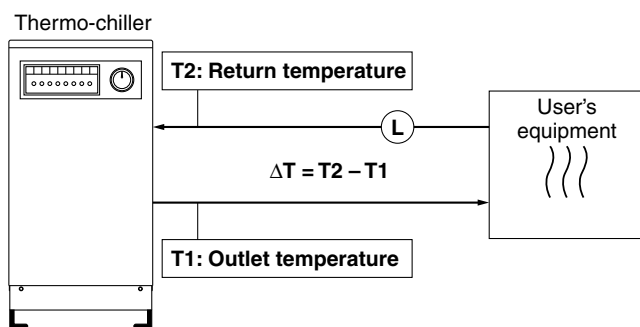 Thermo-chiller
T2: Return temperature
User's
equipment
L
ΔT = T2 – T1
T1: Outlet temperature